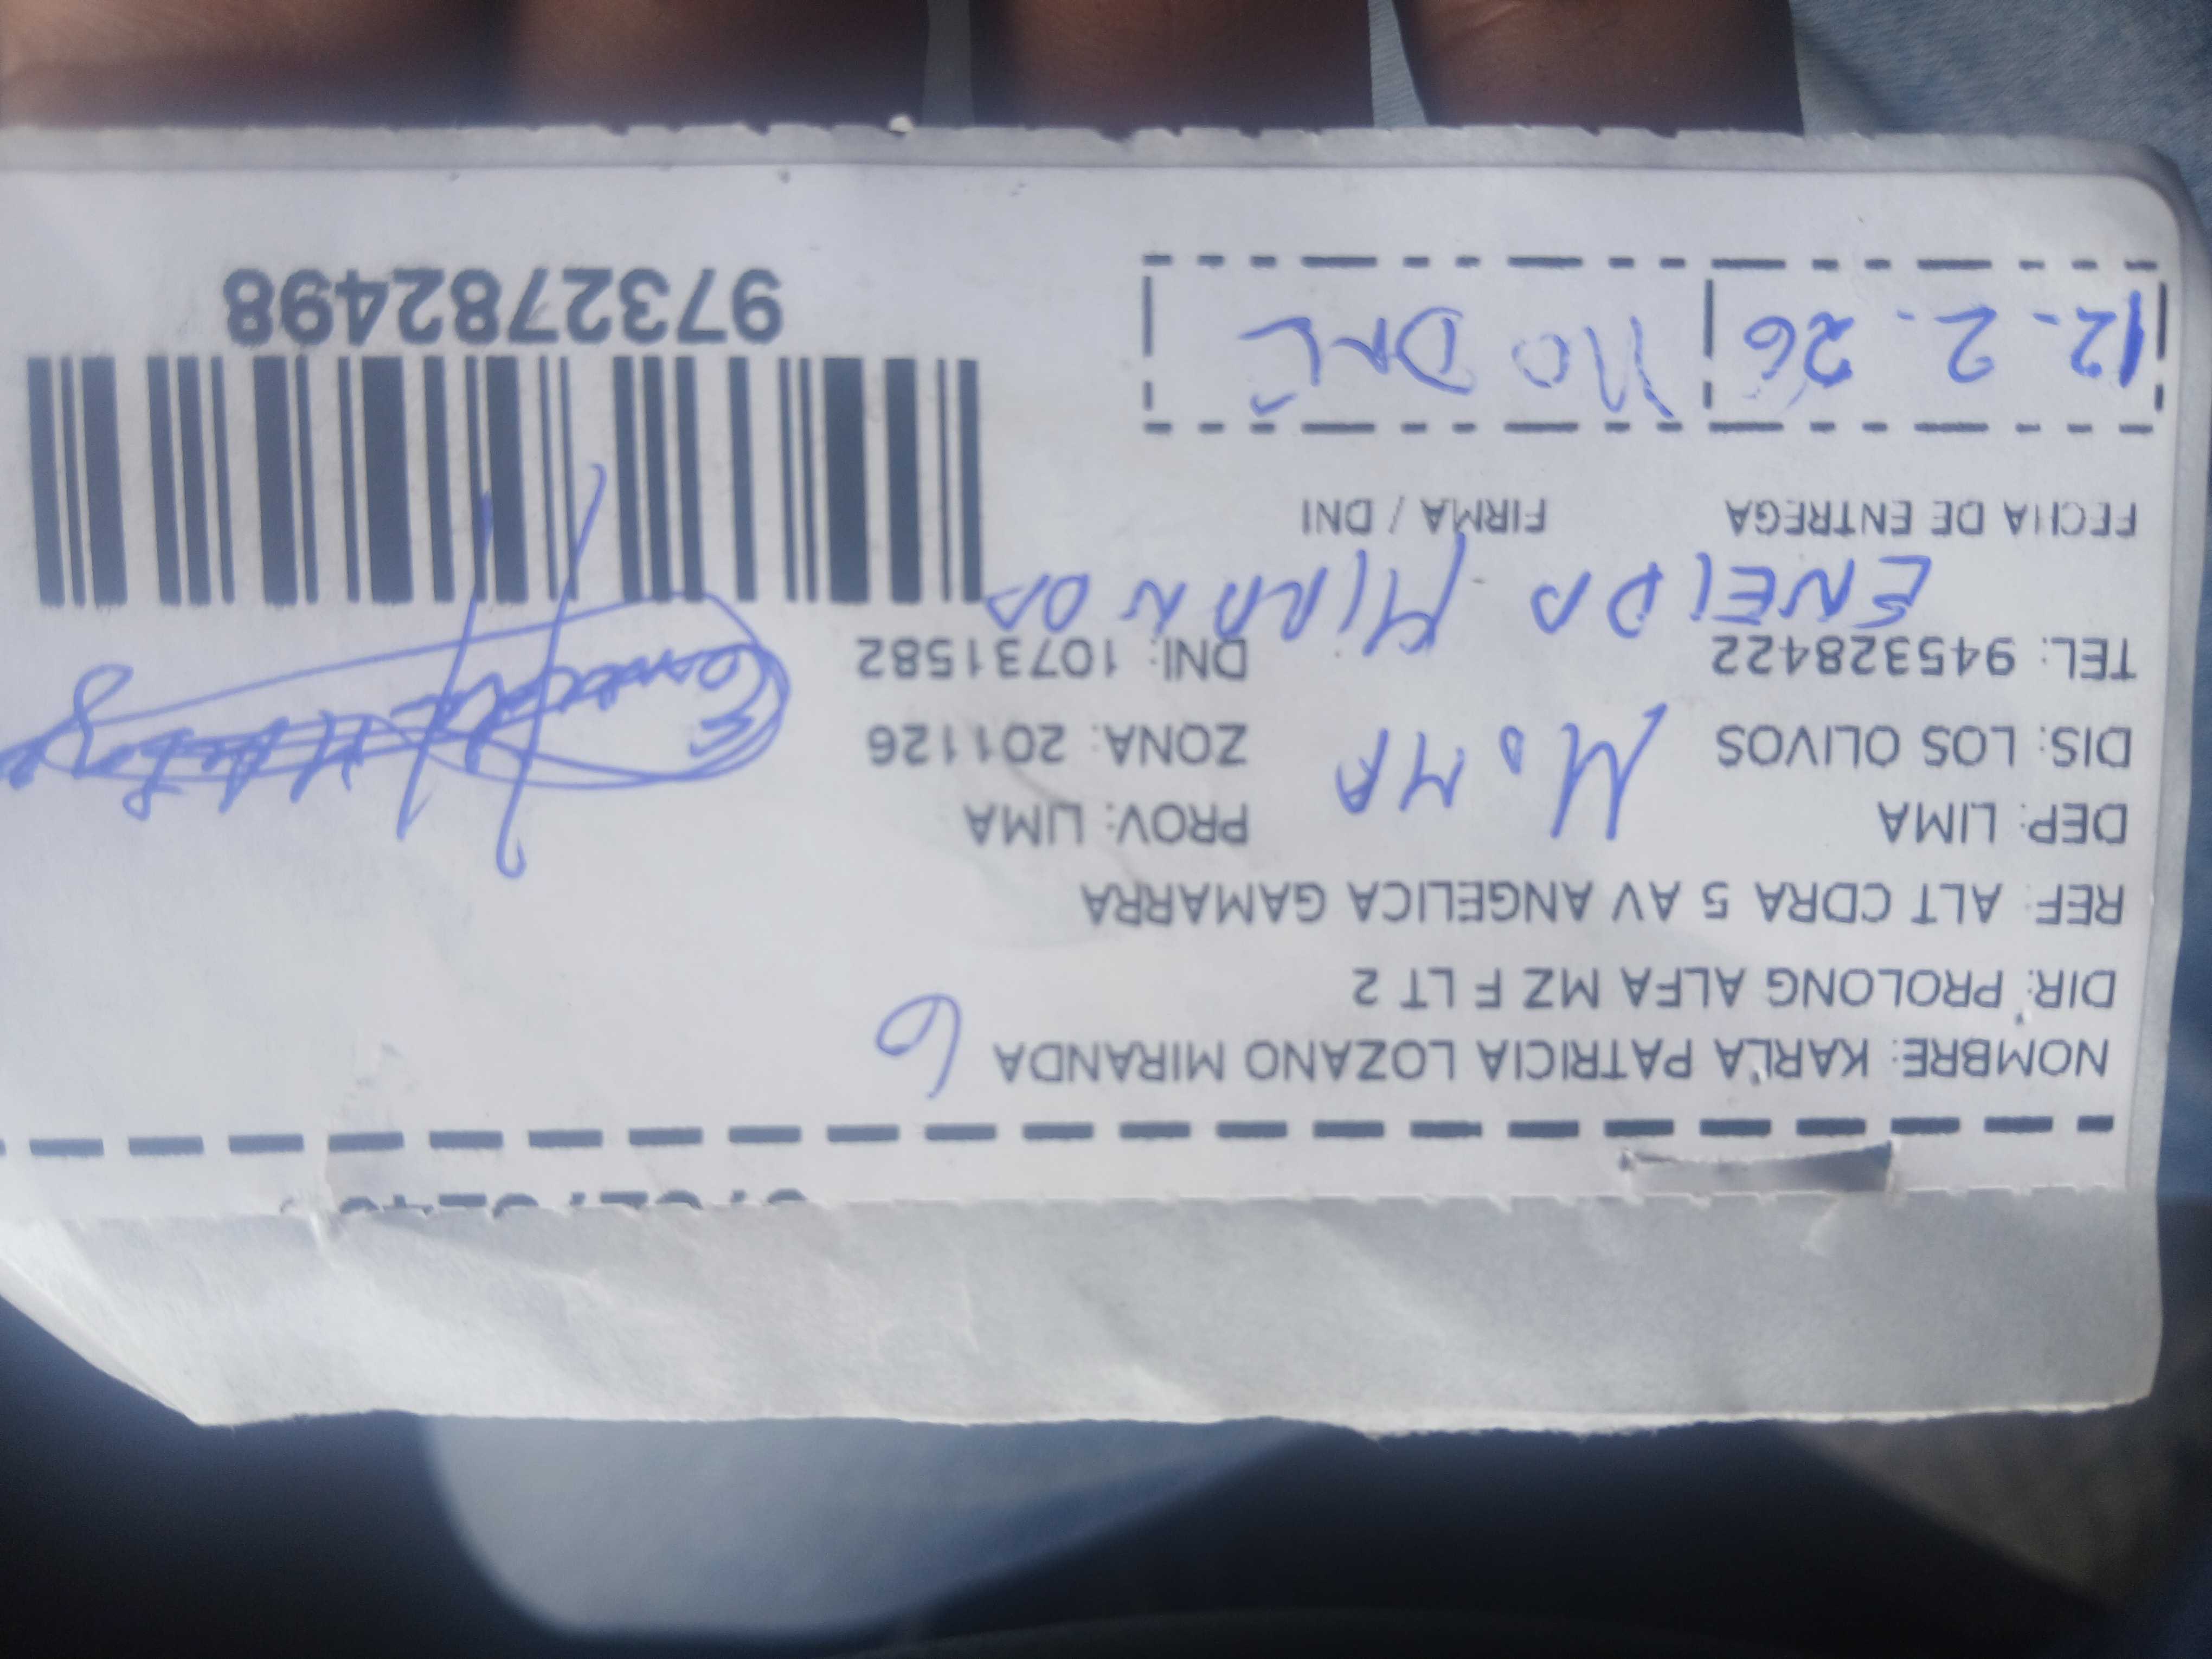 NOMBRE: KARLA PATRICIA LOZANO MIRANDA 6
DIR: PROLONG ALFA MZ F LT 2
REF: ALT CDRA 5 AV ANGELICA GAMARRA
DEP: LIMA PROV: LIMA
DIS: LOS OLIVOS ZONA: 201126
MAMA
TEL: 945328422 DNI: 10731582
ENEIDA MIRANDA
FECHA DE ENTREGA FIRMA / DNI
12.2.26 NO DNI
9732782498